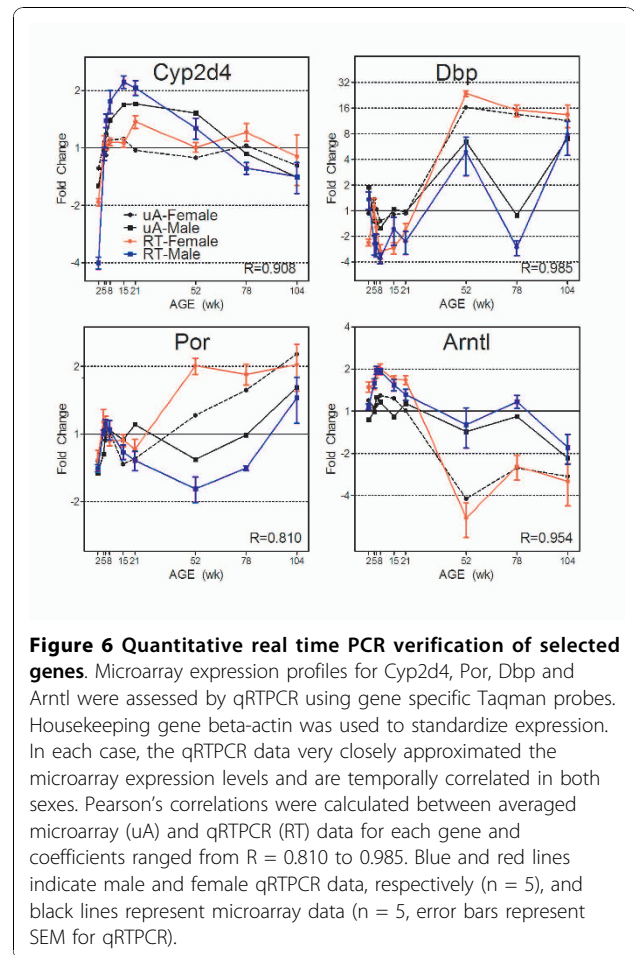 Cyp2d4
Dbp
Fold Change
2
1
-2
-4
uA-Female
uA-Male
RT-Female
RT-Male
R=0.908
2 5 8 15 21 52 78 104
AGE (wk)
Fold Change
32
16
8
4
2
1
-2
-4
R=0.985
2 5 8 15 21 52 78 104
AGE (wk)
Por
Arntl
Fold Change
2
1
-2
R=0.810
2 5 8 15 21 52 78 104
AGE (wk)
Fold Change
4
2
1
-2
-4
R=0.954
2 5 8 15 21 52 78 104
AGE (wk)
Figure 6 Quantitative real time PCR verification of selected
genes. Microarray expression profiles for Cyp2d4, Por, Dbp and
Arntl were assessed by qRTPCR using gene specific Taqman probes.
Housekeeping gene beta-actin was used to standardize expression.
In each case, the qRTPCR data very closely approximated the
microarray expression levels and are temporally correlated in both
sexes. Pearson's correlations were calculated between averaged
microarray (uA) and qRTPCR (RT) data for each gene and
coefficients ranged from R = 0.810 to 0.985. Blue and red lines
indicate male and female qRTPCR data, respectively (n = 5), and
black lines represent microarray data (n = 5, error bars represent
SEM for qRTPCR).